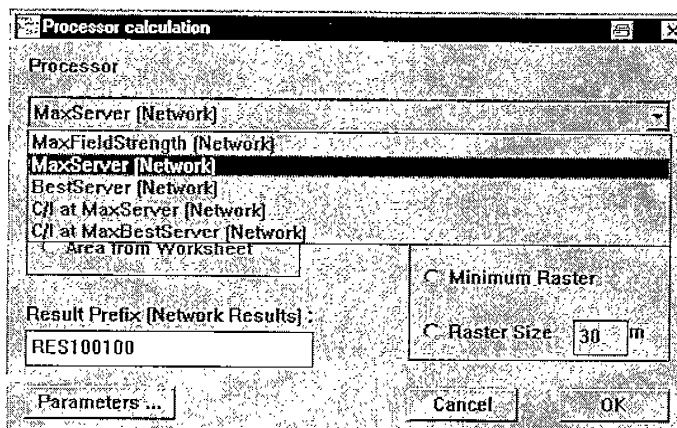 Processor calculation
Processor
MaxServer (Network)
MaxFieldStrength (Network)
MaxServer (Network)
BestServer (Network)
C/I at MaxServer (Network)
C/I at MaxBestServer (Network)
Area from Worksheet
Minimum Raster
Result Prefix (Network Results) :
Raster Size 30 m
RES100100
Parameters ... Cancel OK